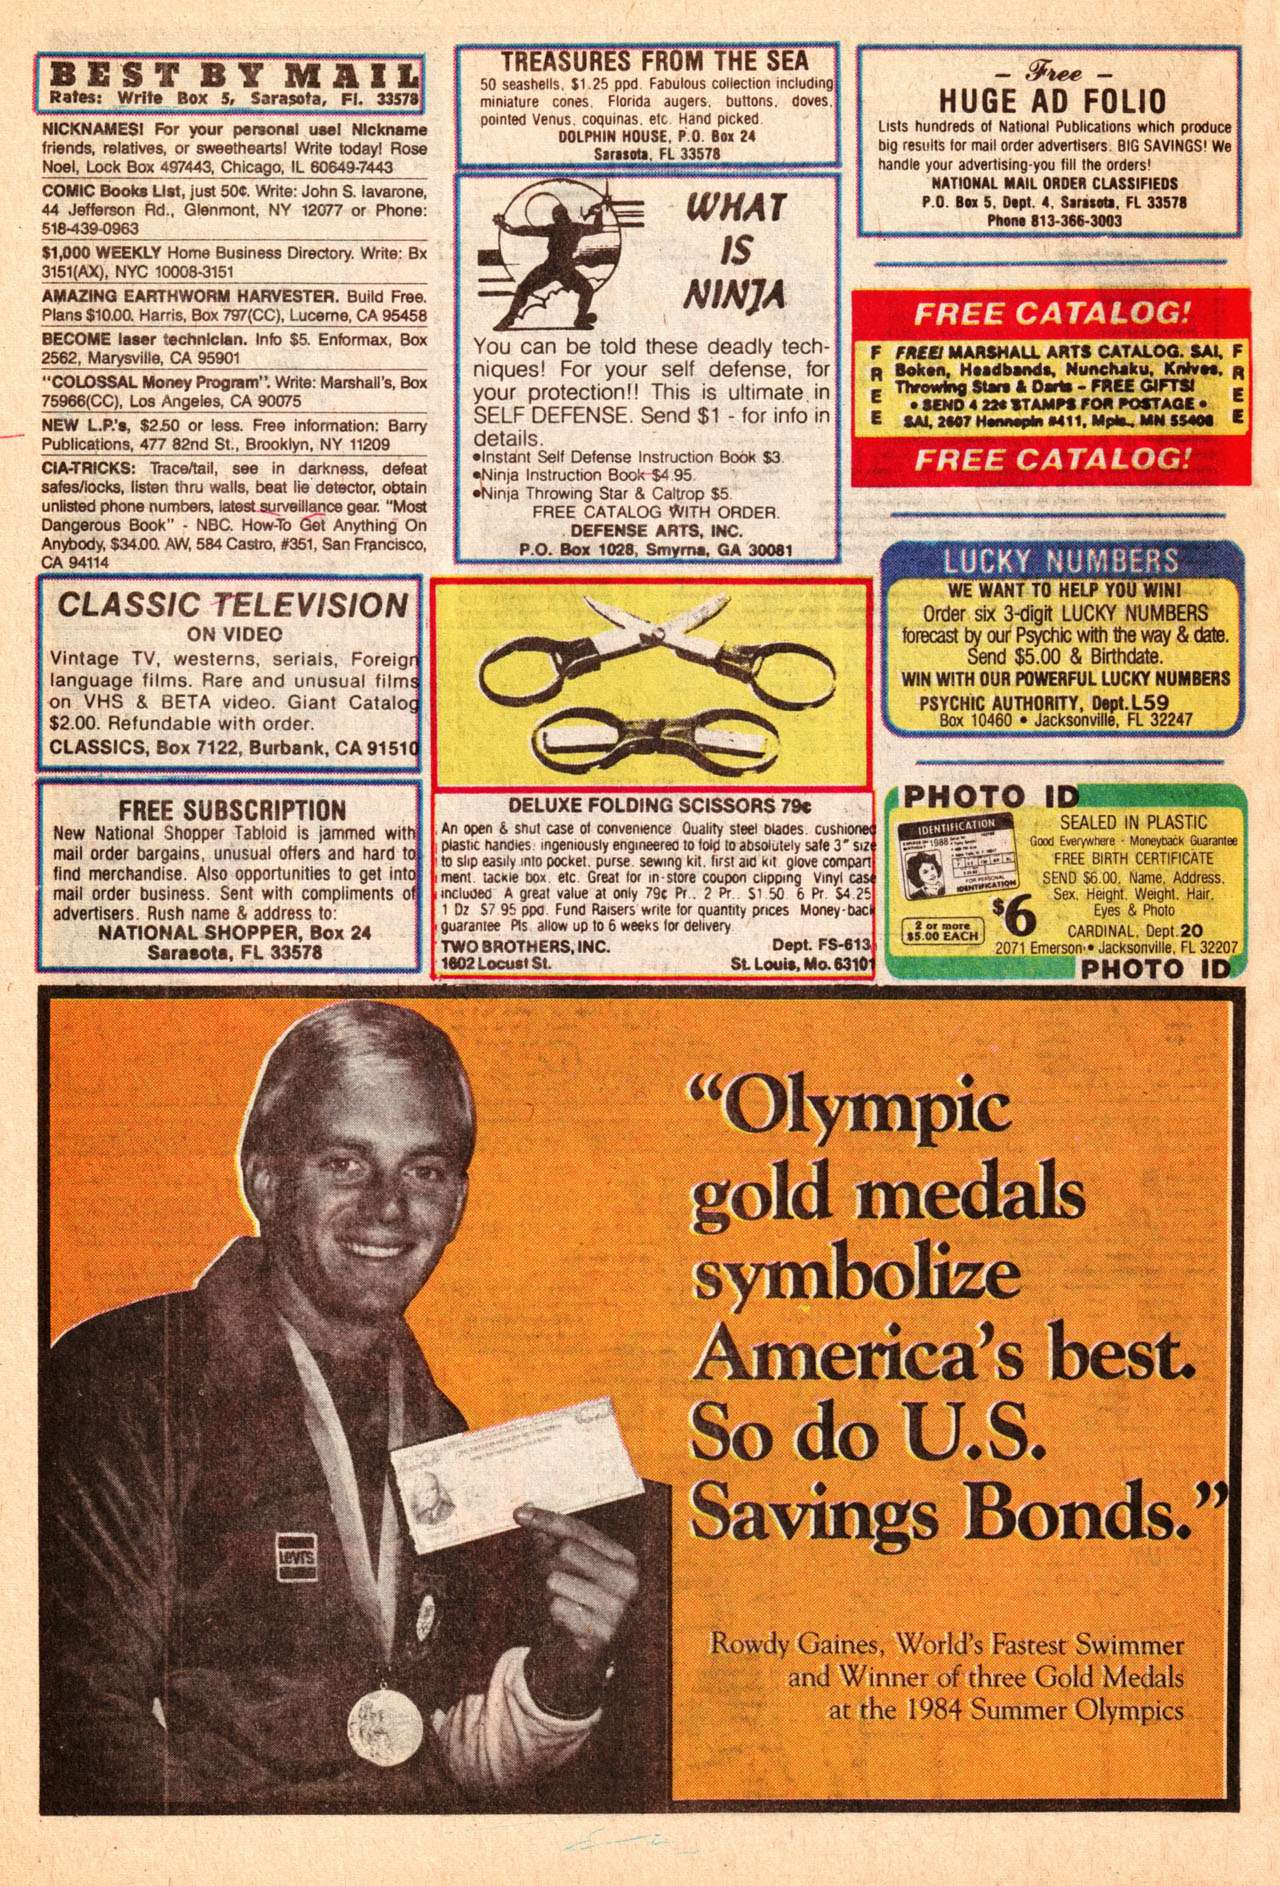 BEST BY MAIL
Rates: Write Box 5, Sarasota, Fl. 33578
NICKNAMES! For your personal use! Nickname
friends, relatives, or sweethearts! Write today! Rose
Noel, Lock Box 497443, Chicago, IL 60649-7443
COMIC Books List, just 50¢. Write: John S. Iavarone,
44 Jefferson Rd., Glenmont, NY 12077 or Phone:
518-439-0963
$1,000 WEEKLY Home Business Directory. Write: Bx
3151(AX), NYC 10008-3151
AMAZING EARTHWORM HARVESTER. Build Free.
Plans $10.00. Harris, Box 797(CC), Lucerne, CA 95458
BECOME laser technician. Info $5. Enformax, Box
2562, Marysville, CA 95901
"COLOSSAL Money Program". Write: Marshall's, Box
75966(CC), Los Angeles, CA 90075
NEW L.P.'s, $2.50 or less. Free information: Barry
Publications, 477 82nd St., Brooklyn, NY 11209
CIA-TRICKS: Trace/tail, see in darkness, defeat
safes/locks, listen thru walls, beat lie detector, obtain
unlisted phone numbers, latest surveillance gear. "Most
Dangerous Book" - NBC. How-To Get Anything On
Anybody, $34.00. AW, 584 Castro, #351, San Francisco,
CA 94114
CLASSIC TELEVISION
ON VIDEO
Vintage TV, westerns, serials, Foreign
language films. Rare and unusual films
on VHS & BETA video. Giant Catalog
$2.00. Refundable with order.
CLASSICS, Box 7122, Burbank, CA 91510
FREE SUBSCRIPTION
New National Shopper Tabloid is jammed with
mail order bargains, unusual offers and hard to
find merchandise. Also opportunities to get into
mail order business. Sent with compliments of
advertisers. Rush name & address to:
NATIONAL SHOPPER, Box 24
Sarasota, FL 33578
TREASURES FROM THE SEA
50 seashells, $1.25 ppd. Fabulous collection including
miniature cones, Florida augers, buttons, doves,
pointed Venus, coquinas, etc. Hand picked.
DOLPHIN HOUSE, P.O. Box 24
Sarasota, FL 33578
WHAT
IS
NINJA
You can be told these deadly tech-
niques! For your self defense, for
your protection!! This is ultimate in
SELF DEFENSE. Send $1 - for info in
details.
•Instant Self Defense Instruction Book $3.
•Ninja Instruction Book $4.95.
•Ninja Throwing Star & Caltrop $5.
FREE CATALOG WITH ORDER.
DEFENSE ARTS, INC.
P.O. Box 1028, Smyrna, GA 30081
DELUXE FOLDING SCISSORS 79¢
An open & shut case of convenience. Quality steel blades, cushioned
plastic handles; ingeniously engineered to fold to absolutely safe 3" size
to slip easily into pocket, purse, sewing kit, first aid kit, glove compart
ment, tackle box, etc. Great for in-store coupon clipping. Vinyl case
included. A great value at only 79¢ Pr., 2 Pr., $1.50. 6 Pr. $4.25
1 Dz. $7.95 ppd. Fund Raisers write for quantity prices. Money-back
guarantee. Pls. allow up to 6 weeks for delivery.
TWO BROTHERS, INC. Dept. FS-613
1602 Locust St. St. Louis, Mo. 63101
– Free –
HUGE AD FOLIO
Lists hundreds of National Publications which produce
big results for mail order advertisers. BIG SAVINGS! We
handle your advertising-you fill the orders!
NATIONAL MAIL ORDER CLASSIFIEDS
P.O. Box 5, Dept. 4, Sarasota, FL 33578
Phone 813-366-3003
FREE CATALOG!
FREE
FREE! MARSHALL ARTS CATALOG. SAI,
Boken, Headbands, Nunchaku, Knives,
Throwing Stars & Darts – FREE GIFTS!
• SEND 4 22¢ STAMPS FOR POSTAGE •
SAI, 2607 Hennepin #411, Mpls., MN 55408
FREE
FREE CATALOG!
LUCKY NUMBERS
WE WANT TO HELP YOU WIN!
Order six 3-digit LUCKY NUMBERS
forecast by our Psychic with the way & date.
Send $5.00 & Birthdate.
WIN WITH OUR POWERFUL LUCKY NUMBERS
PSYCHIC AUTHORITY, Dept. L59
Box 10460 • Jacksonville, FL 32247
PHOTO ID
IDENTIFICATION
1988
IDENTIFICATION
SEALED IN PLASTIC
Good Everywhere - Moneyback Guarantee
FREE BIRTH CERTIFICATE
SEND $6.00, Name, Address,
Sex, Height, Weight, Hair,
Eyes & Photo
$6
2 or more
$5.00 EACH
CARDINAL, Dept. 20
2071 Emerson • Jacksonville, FL 32207
PHOTO ID
“Olympic
gold medals
symbolize
America’s best.
So do U.S.
Savings Bonds.”
Levi's
Rowdy Gaines, World’s Fastest Swimmer
and Winner of three Gold Medals
at the 1984 Summer Olympics